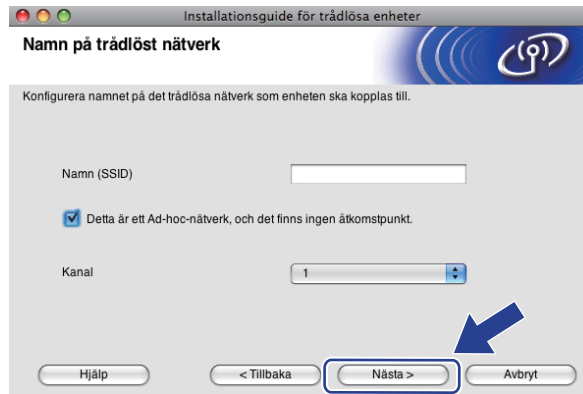 Installationsguide för trådlösa enheter
Namn på trådlöst nätverk
Konfigurera namnet på det trådlösa nätverk som enheten ska kopplas till.
Namn (SSID)
Detta är ett Ad-hoc-nätverk, och det finns ingen åtkomstpunkt.
Kanal 1
Hjälp < Tillbaka Nästa > Avbryt